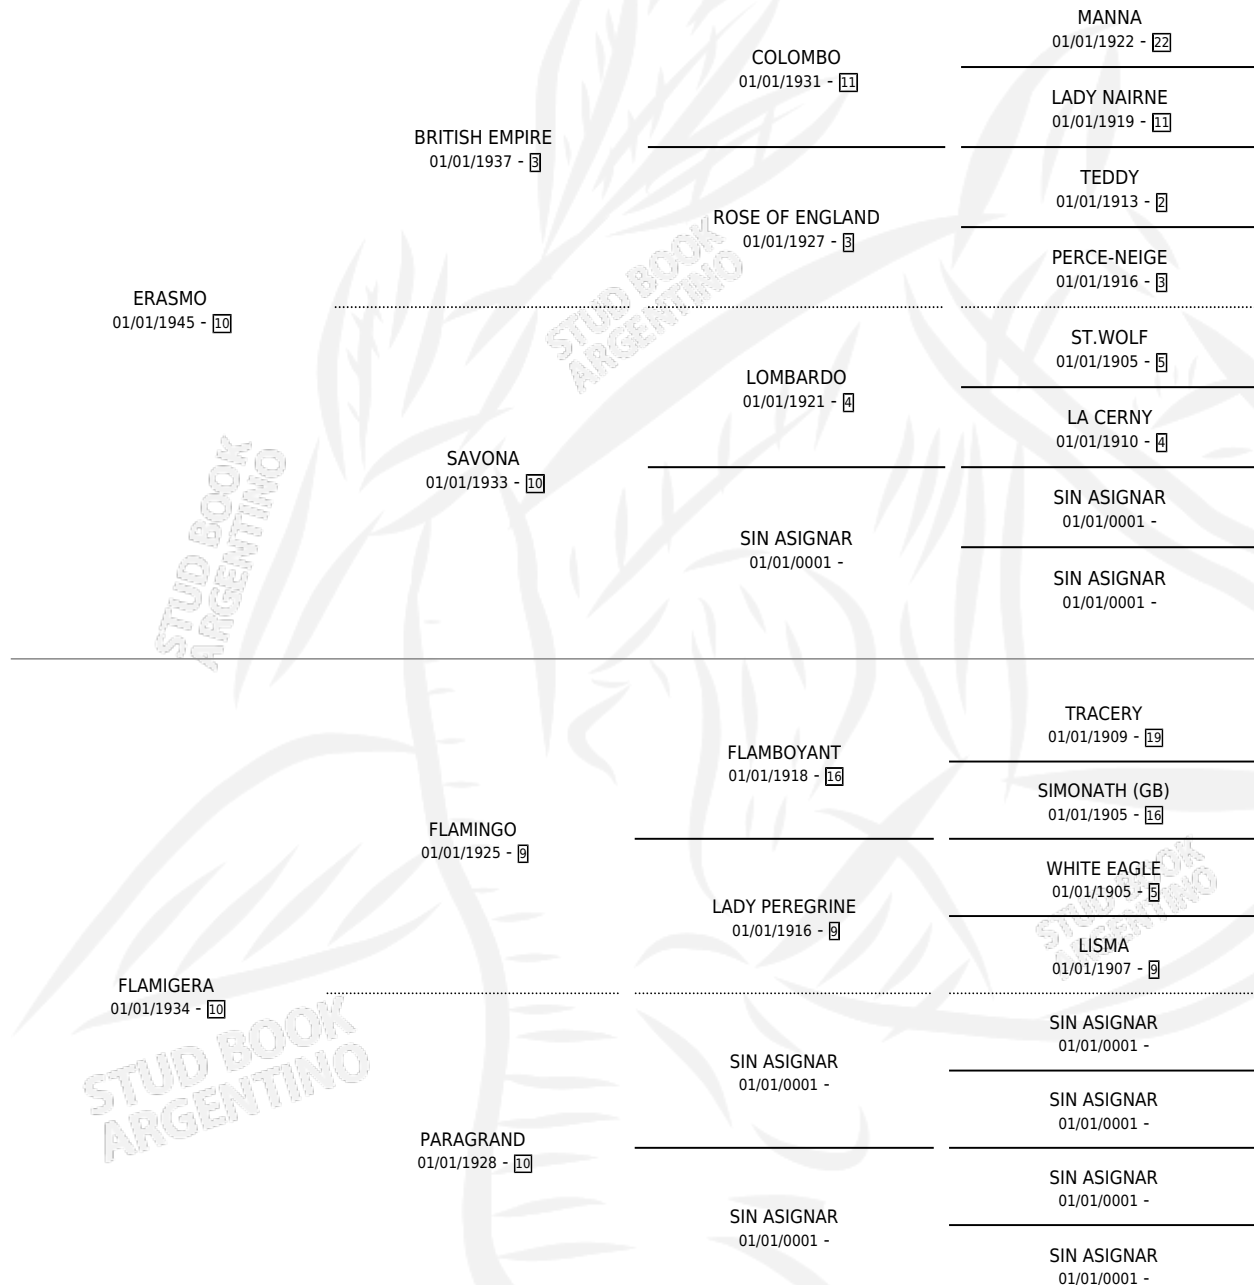 MANNA
01/01/1922 - 22
COLOMBO
01/01/1931 - 11
LADY NAIRNE
01/01/1919 - 11
BRITISH EMPIRE
01/01/1937 - 3
TEDDY
01/01/1913 - 2
ROSE OF ENGLAND
01/01/1927 - 3
PERCE-NEIGE
01/01/1916 - 3
ERASMO
01/01/1945 - 10
ST.WOLF
01/01/1905 - 5
LOMBARDO
01/01/1921 - 4
LA CERNY
01/01/1910 - 4
SAVONA
01/01/1933 - 10
SIN ASIGNAR
01/01/0001 -
SIN ASIGNAR
01/01/0001 -
SIN ASIGNAR
01/01/0001 -
TRACERY
01/01/1909 - 19
FLAMBOYANT
01/01/1918 - 16
SIMONATH (GB)
01/01/1905 - 16
FLAMINGO
01/01/1925 - 9
WHITE EAGLE
01/01/1905 - 5
LADY PEREGRINE
01/01/1916 - 9
LISMA
01/01/1907 - 9
FLAMIGERA
01/01/1934 - 10
SIN ASIGNAR
01/01/0001 -
SIN ASIGNAR
01/01/0001 -
SIN ASIGNAR
01/01/0001 -
PARAGRAND
01/01/1928 - 10
SIN ASIGNAR
01/01/0001 -
SIN ASIGNAR
01/01/0001 -
SIN ASIGNAR
01/01/0001 -
STUD BOOK
ARGENTINO
STUD BOOK
ARGENTINO
STUD BOOK
ARGENTINO
STUD BOOK
ARGENTINO